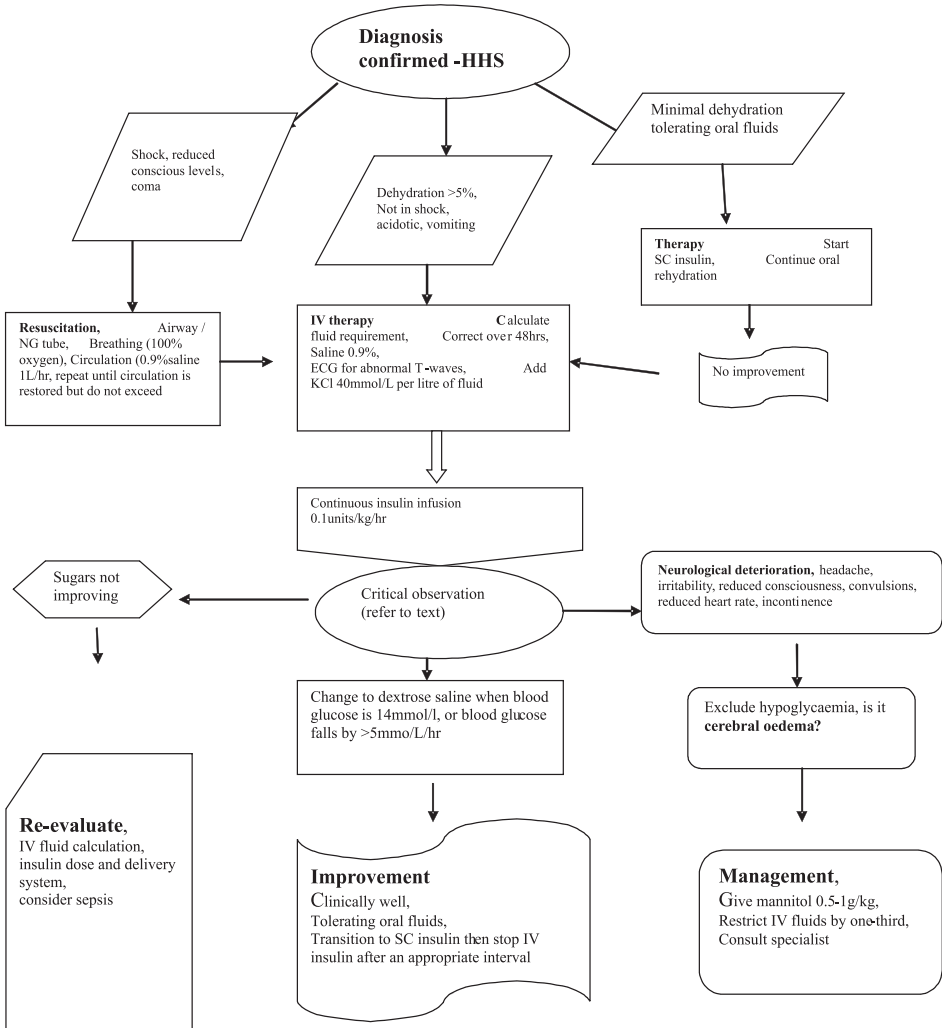 Diagnosis
confirmed -HHS
Minimal dehydration
tolerating oral fluids
Shock, reduced
conscious levels,
coma
Dehydration >5%,
Not in shock,
acidotic, vomiting
Therapy Start
SC insulin, Continue oral
rehydration
Resuscitation, Airway /
NG tube, Breathing (100%
oxygen), Circulation (0.9%saline
1L/hr, repeat until circulation is
restored but do not exceed
IV therapy Calculate
fluid requirement, Correct over 48hrs,
Saline 0.9%,
ECG for abnormal T-waves, Add
KCl 40mmol/L per litre of fluid
No improvement
Continuous insulin infusion
0.1units/kg/hr
Sugars not
improving
Critical observation
(refer to text)
Neurological deterioration, headache,
irritability, reduced consciousness, convulsions,
reduced heart rate, incontinence
Change to dextrose saline when blood
glucose is 14mmol/l, or blood glucose
falls by >5mmo/L/hr
Exclude hypoglycaemia, is it
cerebral oedema?
Re-evaluate,
IV fluid calculation,
insulin dose and delivery
system,
consider sepsis
Improvement
Clinically well,
Tolerating oral fluids,
Transition to SC insulin then stop IV
insulin after an appropriate interval
Management,
Give mannitol 0.5-1g/kg,
Restrict IV fluids by one-third,
Consult specialist